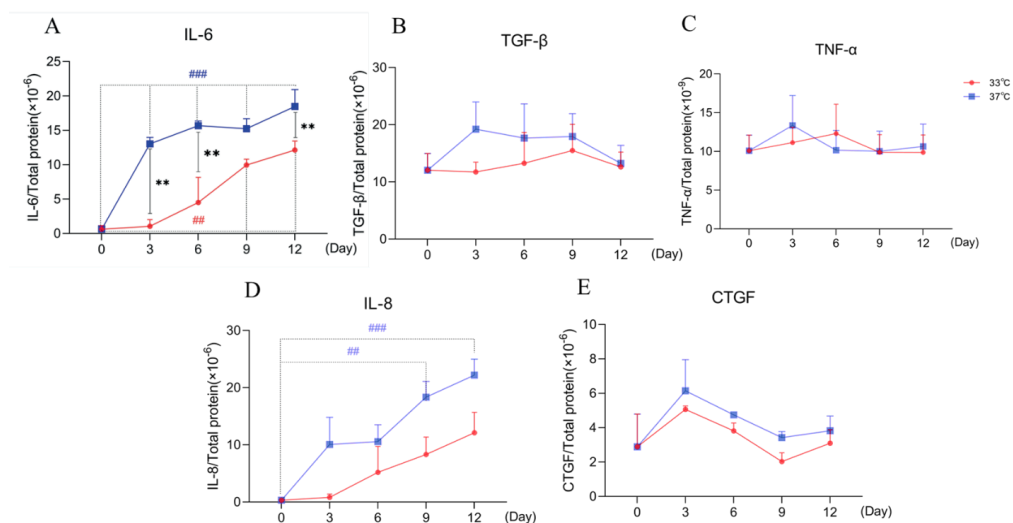 A
IL-6
IL-6/Total protein(×10⁻⁶)
25
20
15
10
5
0
###
**
**
**
##
0 3 6 9 12 (Day)
B
TGF-β
TGF-β/Total protein(×10⁻⁶)
30
20
10
0 3 6 9 12 (Day)
C
TNF-α
TNF-α/Total protein(×10⁻⁹)
20
15
10
5
0 3 6 9 12 (Day)
33℃
37℃
D
IL-8
IL-8/Total protein(×10⁻⁶)
30
20
10
0
###
##
0 3 6 9 12 (Day)
E
CTGF
CTGF/Total protein(×10⁻⁶)
10
8
6
4
2
0
0 3 6 9 12 (Day)